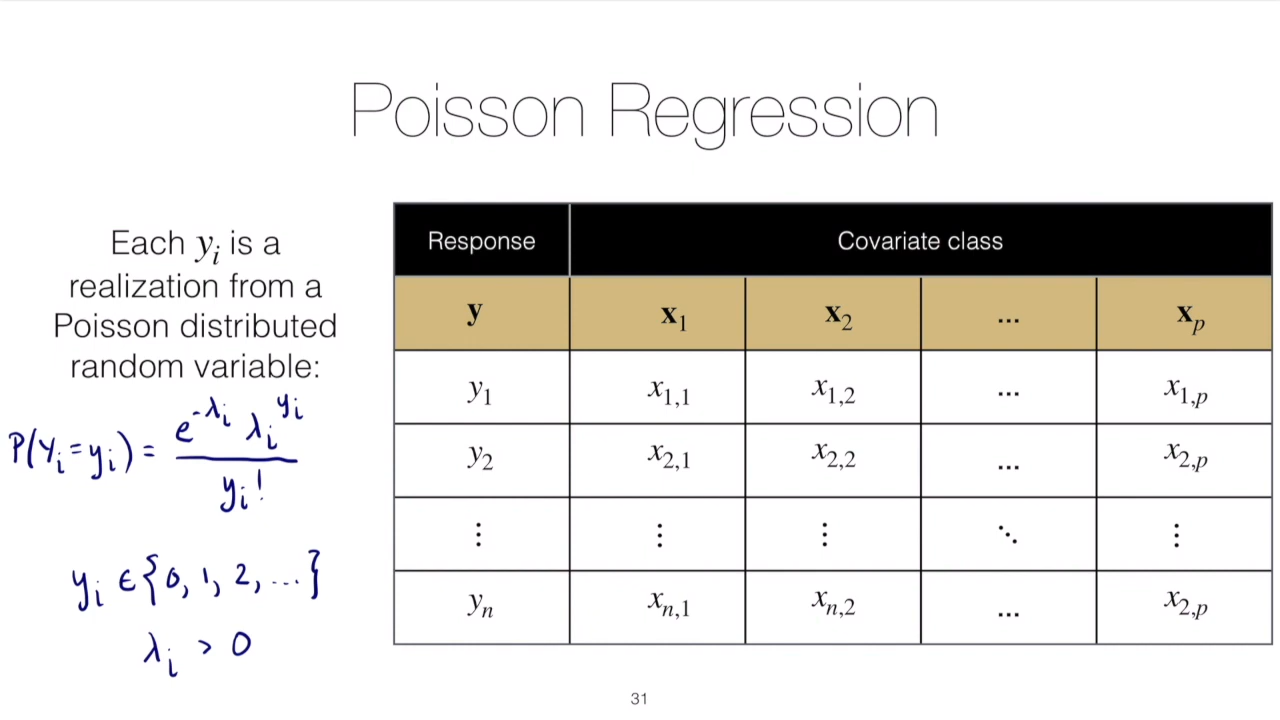 Poisson Regression
Each yᵢ is a
realization from a
Poisson distributed
random variable:
P(Yᵢ=yᵢ) = e^(-λᵢ) λᵢ^(yᵢ) / yᵢ!
yᵢ ∈ {0, 1, 2, ...}
λᵢ > 0
Response Covariate class
y x₁ x₂ ... xₚ
y₁ x₁,₁ x₁,₂ ... x₁,ₚ
y₂ x₂,₁ x₂,₂ ... x₂,ₚ
⋮ ⋮ ⋮ ⋱ ⋮
yₙ xₙ,₁ xₙ,₂ ... x₂,ₚ
31